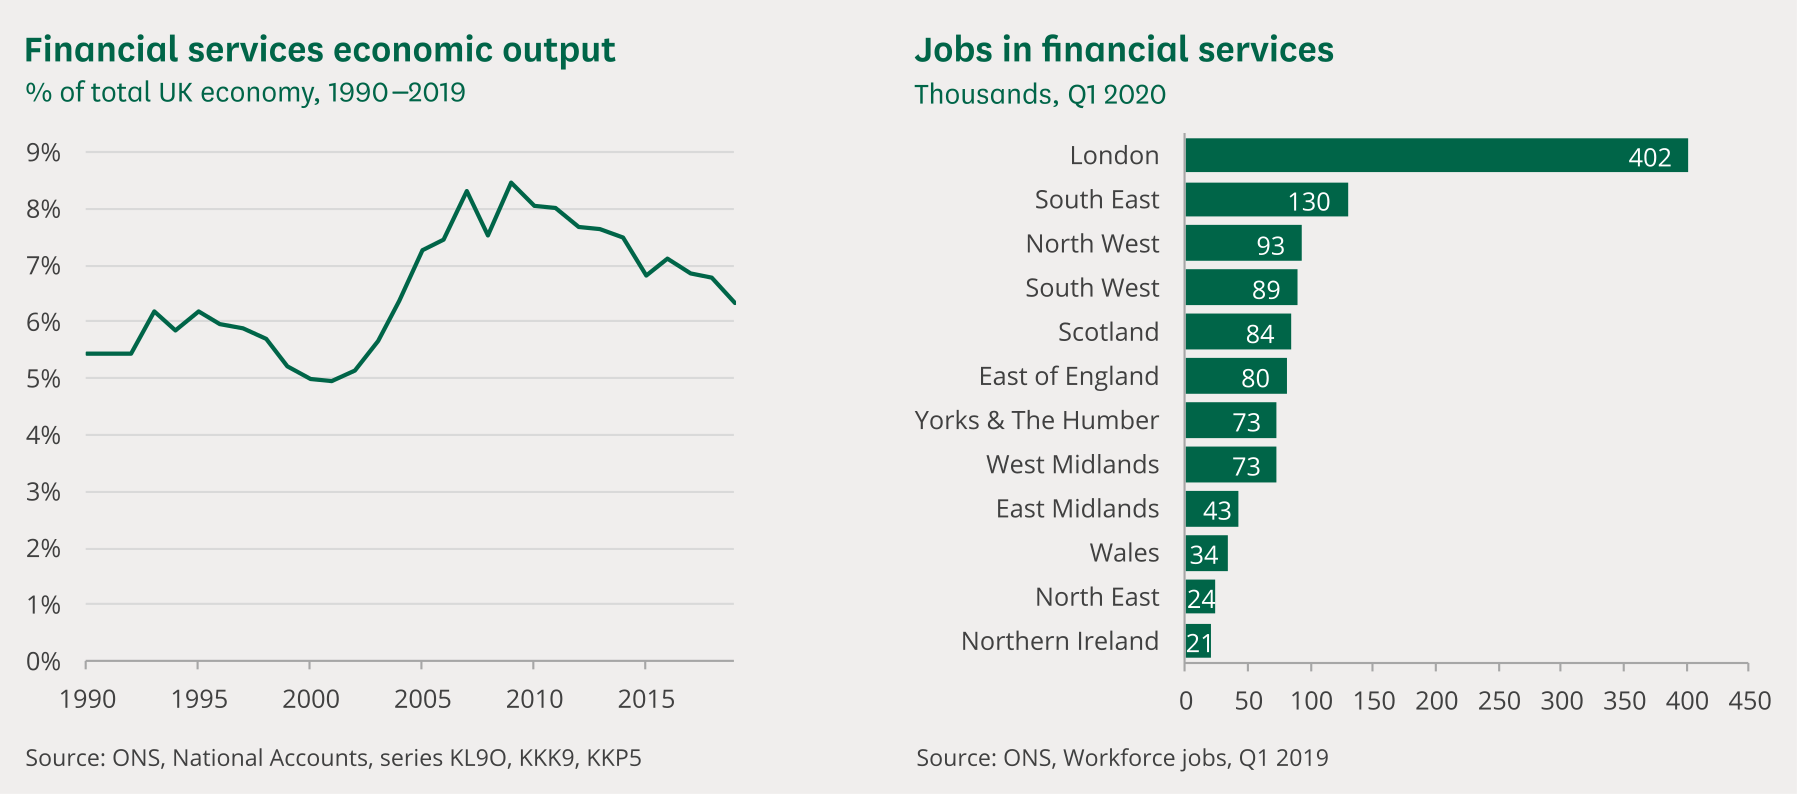 Financial services economic output
% of total UK economy, 1990–2019
9%
8%
7%
6%
5%
4%
3%
2%
1%
0%
1990 1995 2000 2005 2010 2015
Source: ONS, National Accounts, series KL9O, KKK9, KKP5
Jobs in financial services
Thousands, Q1 2020
London 402
South East 130
North West 93
South West 89
Scotland 84
East of England 80
Yorks & The Humber 73
West Midlands 73
East Midlands 43
Wales 34
North East 24
Northern Ireland 21
0 50 100 150 200 250 300 350 400 450
Source: ONS, Workforce jobs, Q1 2019